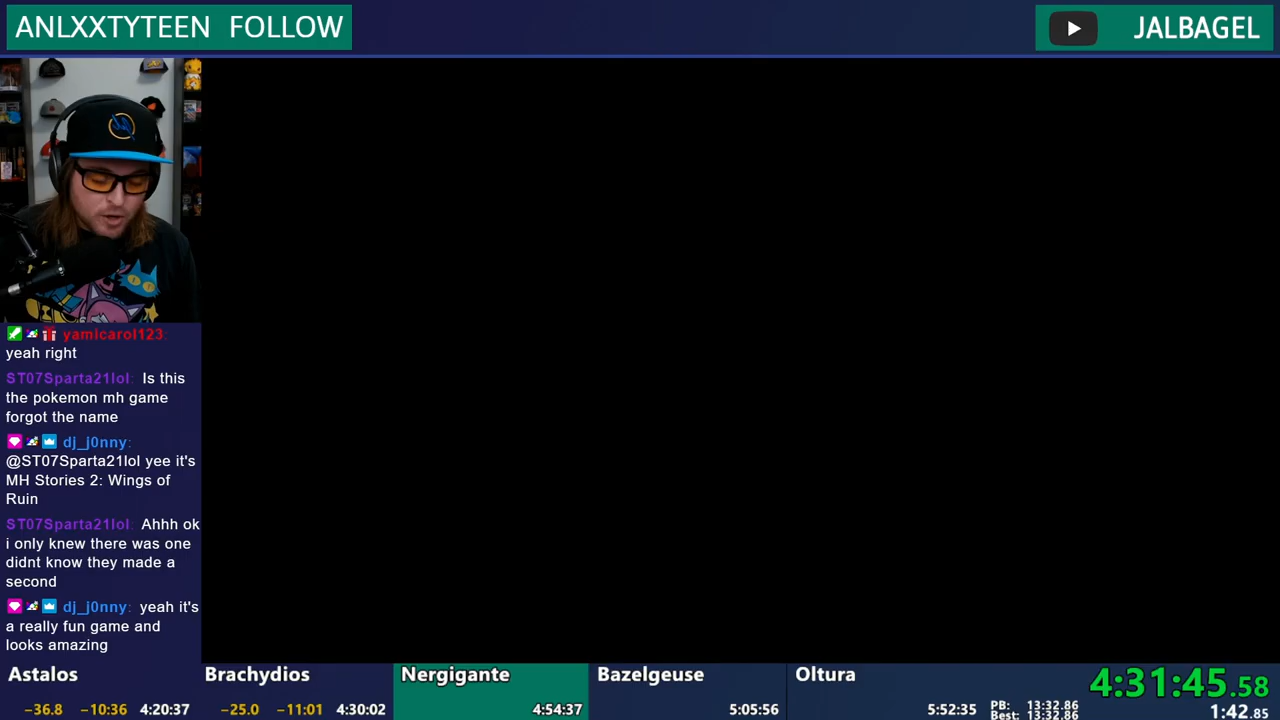 ANLXXTYTEEN FOLLOW
JALBAGEL
yamicarol123:
yeah right
ST07Sparta21lol: Is this
the pokemon mh game
forgot the name
dj_j0nny:
@ST07Sparta21lol yee it's
MH Stories 2: Wings of
Ruin
ST07Sparta21lol: Ahhh ok
i only knew there was one
didnt know they made a
second
dj_j0nny: yeah it's
a really fun game and
looks amazing
Astalos
−36.8 −10:36 4:20:37
Brachydios
−25.0 −11:01 4:30:02
Nergigante
4:54:37
Bazelgeuse
5:05:56
Oltura
5:52:35
4:31:45.58
PB: 13:32.86
Best: 13:32.86
1:42.85